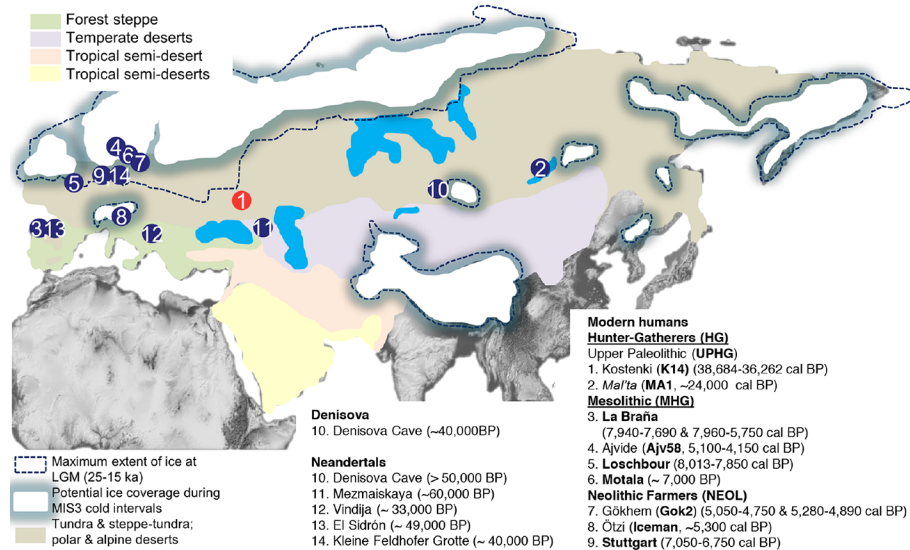 Forest steppe
Temperate deserts
Tropical semi-desert
Tropical semi-deserts
4
6
7
5
9
14
8
3
13
12
1
11
10
2
Maximum extent of ice at
LGM (25-15 ka)
Potential ice coverage during
MIS3 cold intervals
Tundra & steppe-tundra;
polar & alpine deserts
Denisova
10. Denisova Cave (~40,000BP)
Neandertals
10. Denisova Cave (> 50,000 BP)
11. Mezmaiskaya (~60,000 BP)
12. Vindija (~ 33,000 BP)
13. El Sidrón (~ 49,000 BP)
14. Kleine Feldhofer Grotte (~ 40,000 BP)
Modern humans
Hunter-Gatherers (HG)
Upper Paleolithic (UPHG)
1. Kostenki (K14) (38,684-36,262 cal BP)
2. Mal'ta (MA1, ~24,000 cal BP)
Mesolithic (MHG)
3. La Braña
(7,940-7,690 & 7,960-5,750 cal BP)
4. Ajvide (Ajv58, 5,100-4,150 cal BP)
5. Loschbour (8,013-7,850 cal BP)
6. Motala (~ 7,000 BP)
Neolithic Farmers (NEOL)
7. Gökhem (Gok2) (5,050-4,750 & 5,280-4,890 cal BP)
8. Ötzi (Iceman, ~5,300 cal BP)
9. Stuttgart (7,050-6,750 cal BP)